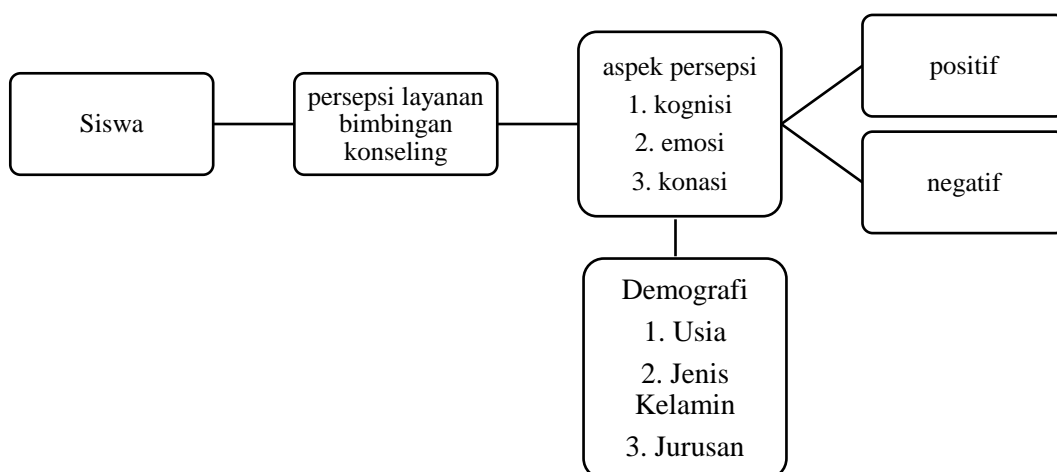 Siswa
persepsi layanan
bimbingan
konseling
aspek persepsi
1. kognisi
2. emosi
3. konasi
positif
negatif
Demografi
1. Usia
2. Jenis
Kelamin
3. Jurusan